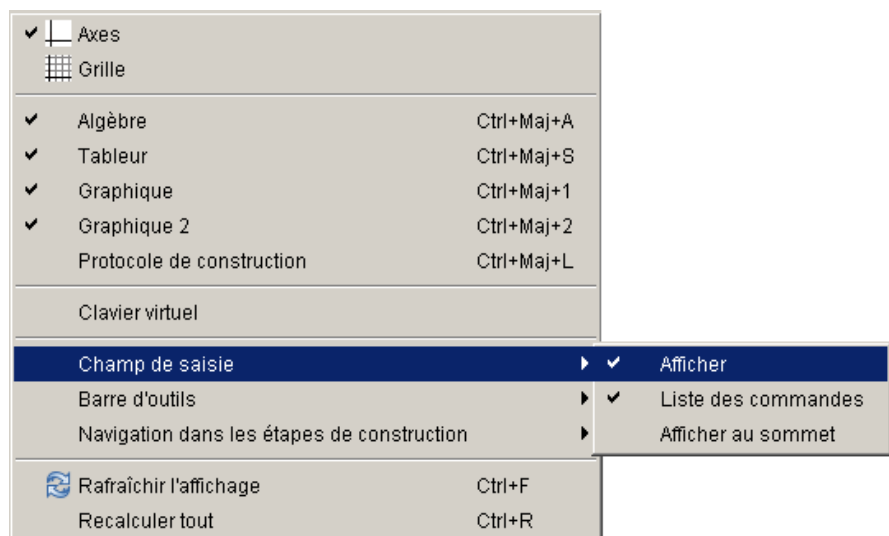 Axes
Grille
Algèbre Ctrl+Maj+A
Tableur Ctrl+Maj+S
Graphique Ctrl+Maj+1
Graphique 2 Ctrl+Maj+2
Protocole de construction Ctrl+Maj+L
Clavier virtuel
Champ de saisie Afficher
Barre d'outils Liste des commandes
Navigation dans les étapes de construction Afficher au sommet
Rafraîchir l'affichage Ctrl+F
Recalculer tout Ctrl+R